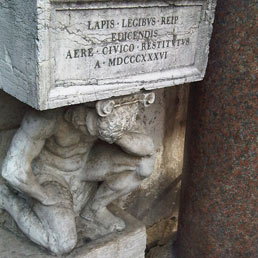 LAPIS · LEGIBVS · REIP
EDICENDIS
AERE · CIVICO · RESTITVTVS
A · MDCCCXXXVI